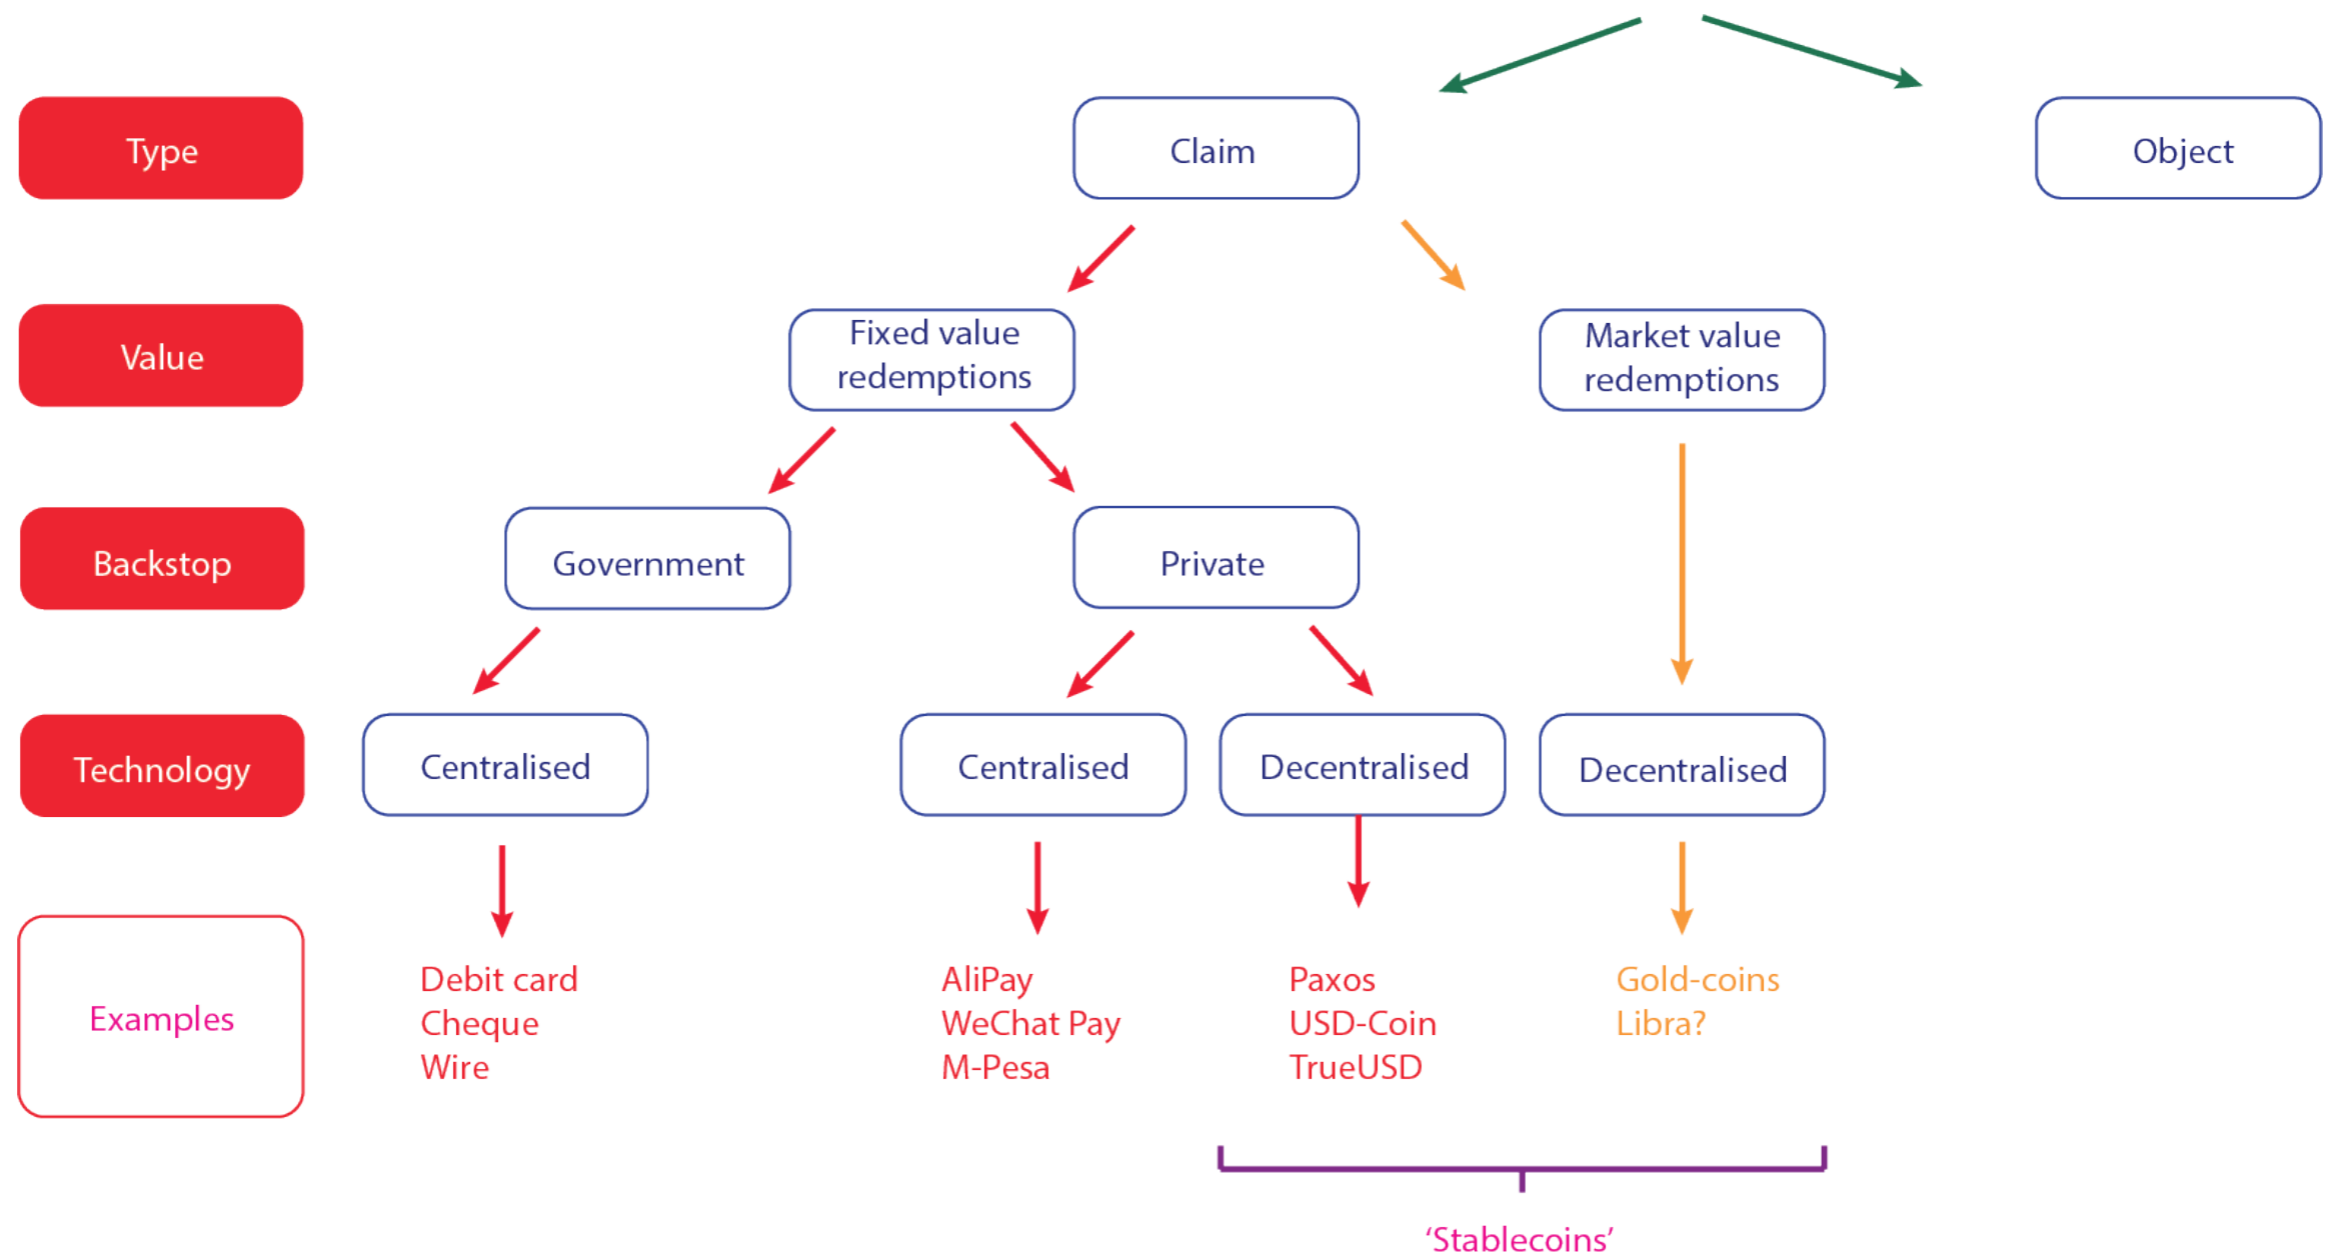 Type
Claim
Object
Value
Fixed value
redemptions
Market value
redemptions
Backstop
Government
Private
Technology
Centralised
Centralised
Decentralised
Decentralised
Examples
Debit card
Cheque
Wire
AliPay
WeChat Pay
M-Pesa
Paxos
USD-Coin
TrueUSD
Gold-coins
Libra?
‘Stablecoins’